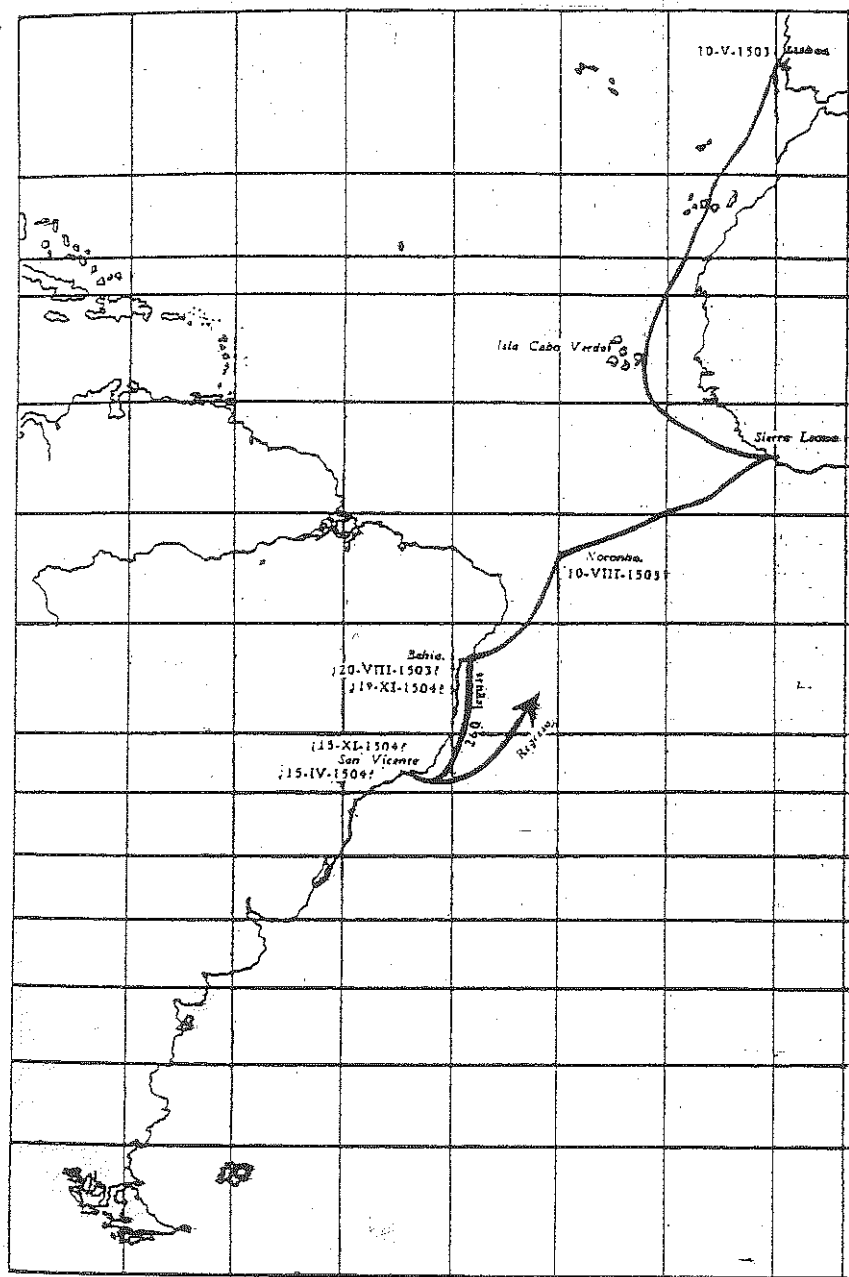 10-V-1503 Lisboa
Isla Cabo Verde
Sierra Leona
Noronha.
10-VIII-1503
Bahia.
¿20-VIII-1503?
¿19-XI-1504?
260
Regreso
¿15-XI-1504?
San Vicente
¿15-IV-1504?